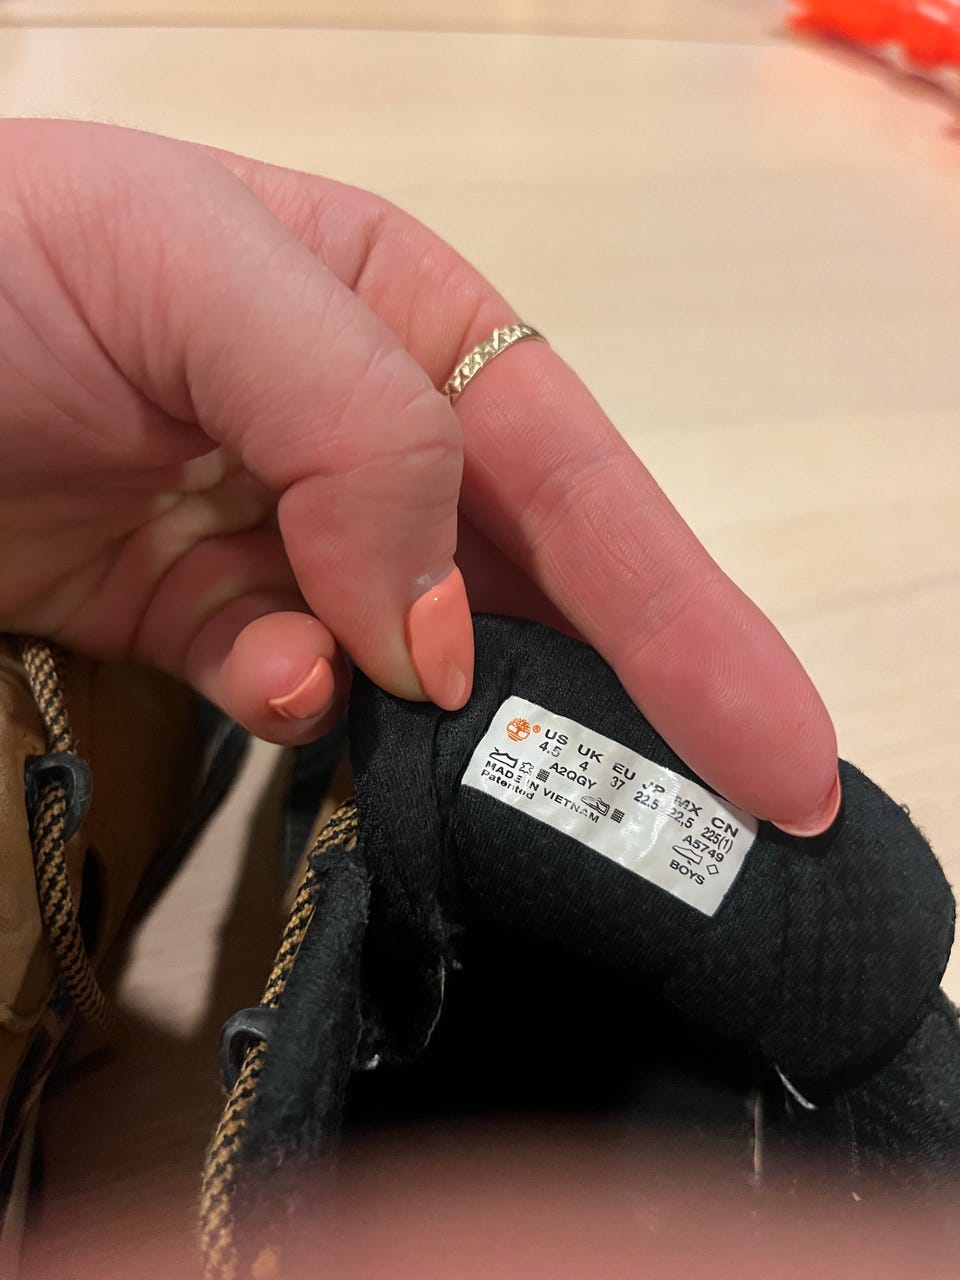 ® US UK EU JP MX CN
4.5 4 37 22.5 22,5 225(1)
A2QGY A5749
MADE IN VIETNAM
Patented BOYS